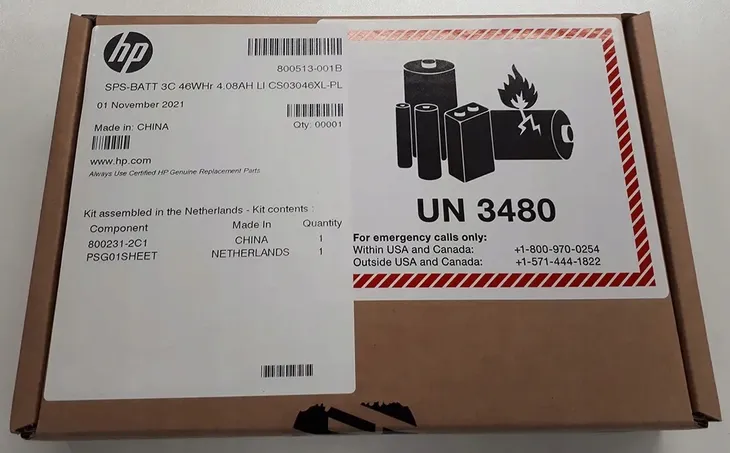 hp
800513-001B
SPS-BATT 3C 46WHr 4.08AH LI CS03046XL-PL
01 November 2021
Made in: CHINA
Qty: 00001
www.hp.com
Always Use Certified HP Genuine Replacement Parts
Kit assembled in the Netherlands - Kit contents :
Component Made In Quantity
800231-2C1 CHINA 1
PSG01SHEET NETHERLANDS 1
UN 3480
For emergency calls only:
Within USA and Canada: +1-800-970-0254
Outside USA and Canada: +1-571-444-1822